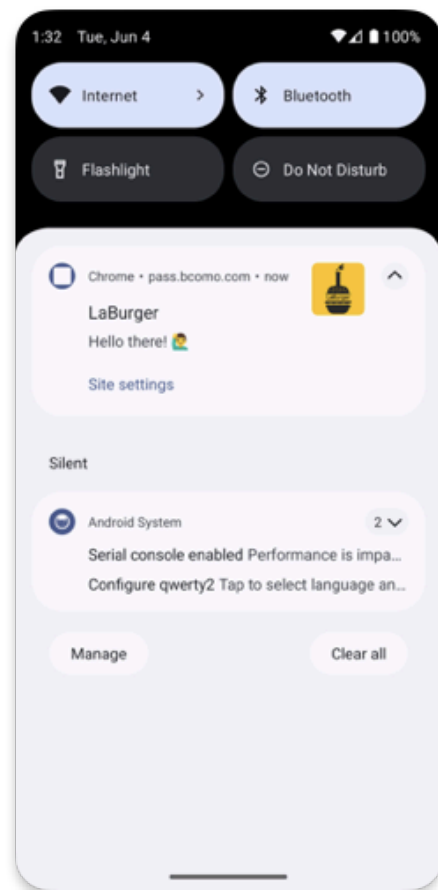 1:32 Tue, Jun 4 100%
Internet
Bluetooth
Flashlight
Do Not Disturb
Chrome • pass.bcomo.com • now
LaBurger
Hello there! 🙋‍♂️
Site settings
Silent
Android System 2
Serial console enabled Performance is impa...
Configure qwerty2 Tap to select language an...
Manage
Clear all